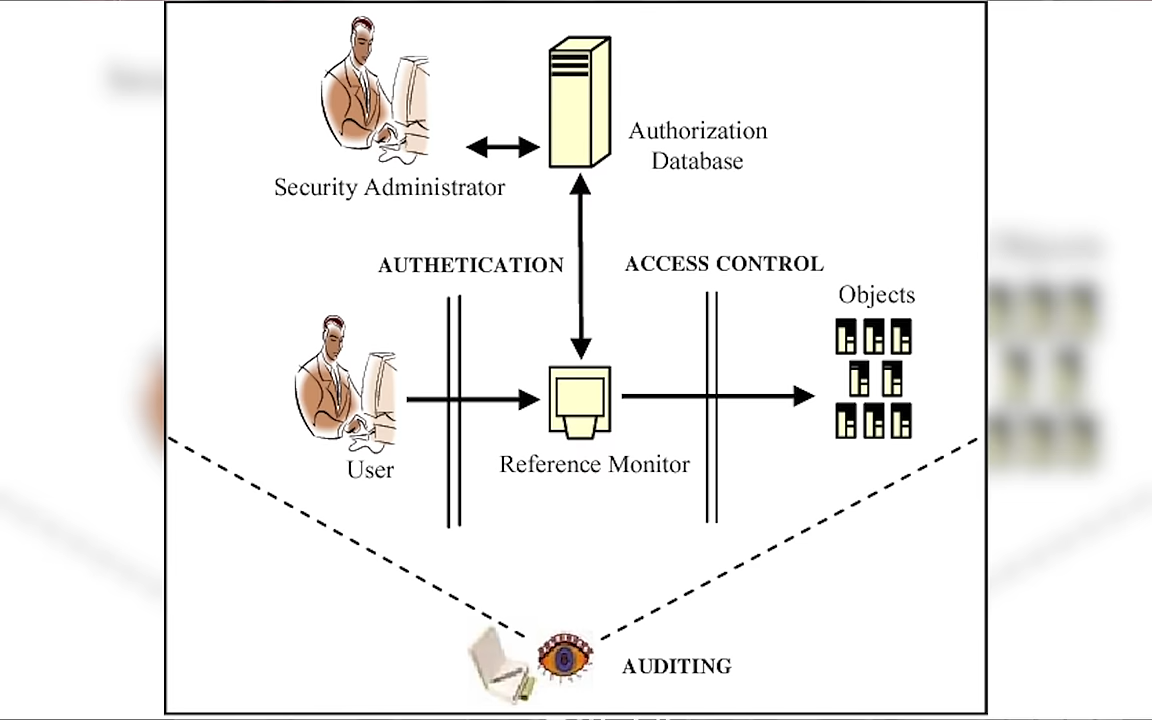 Authorization
Database
Security Administrator
AUTHETICATION
ACCESS CONTROL
Objects
User
Reference Monitor
AUDITING